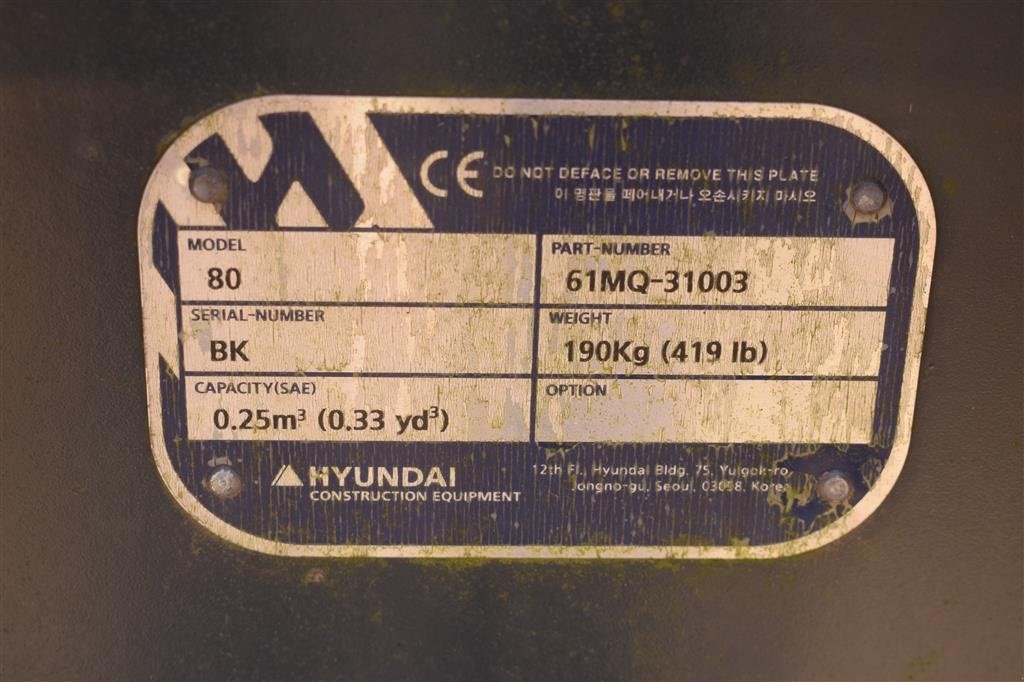 CE DO NOT DEFACE OR REMOVE THIS PLATE
이 명판을 떼어내거나 오손시키지 마시오
MODEL
80
PART-NUMBER
61MQ-31003
SERIAL-NUMBER
BK
WEIGHT
190Kg (419 lb)
CAPACITY(SAE)
0.25m³ (0.33 yd³)
OPTION
HYUNDAI
CONSTRUCTION EQUIPMENT
12th Fl., Hyundai Bldg. 75, Yulgok-ro,
Jongno-gu, Seoul, 03058, Korea